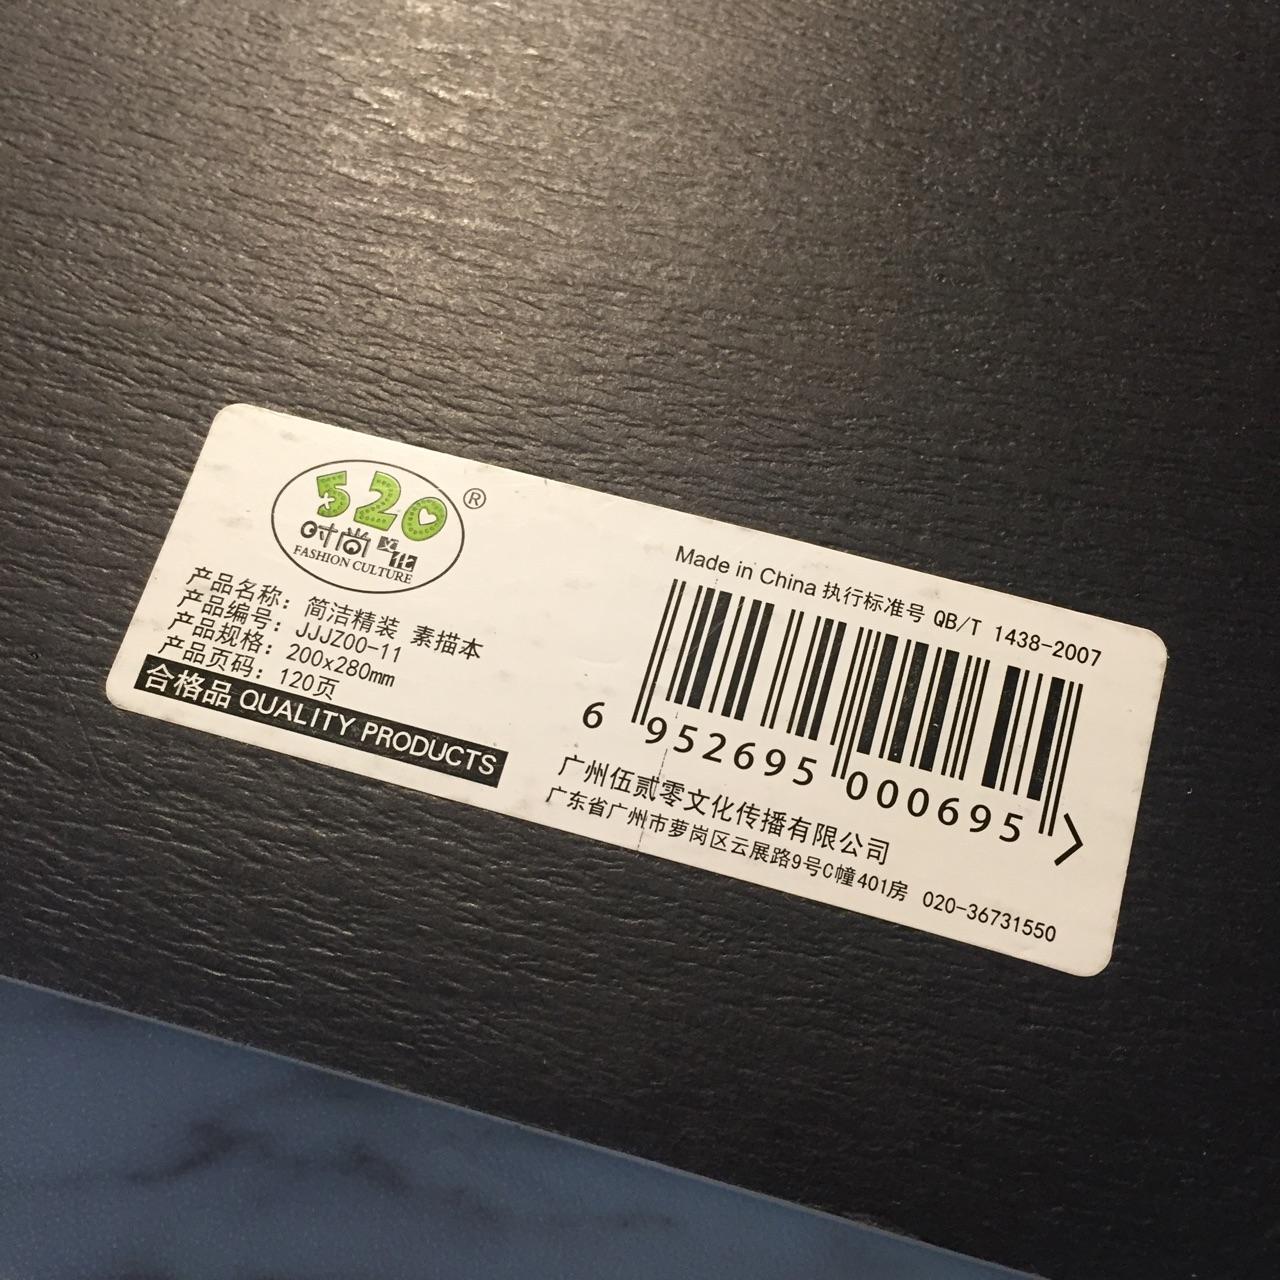 520
®
时尚文化
FASHION CULTURE
产品名称：简洁精装 素描本
产品编号：JJJZ00-11
产品规格：200x280mm
产品页码：120页
合格品 QUALITY PRODUCTS
Made in China 执行标准号 QB/T 1438-2007
6 952695 000695 >
广州伍贰零文化传播有限公司
广东省广州市萝岗区云展路9号C幢401房 020-36731550